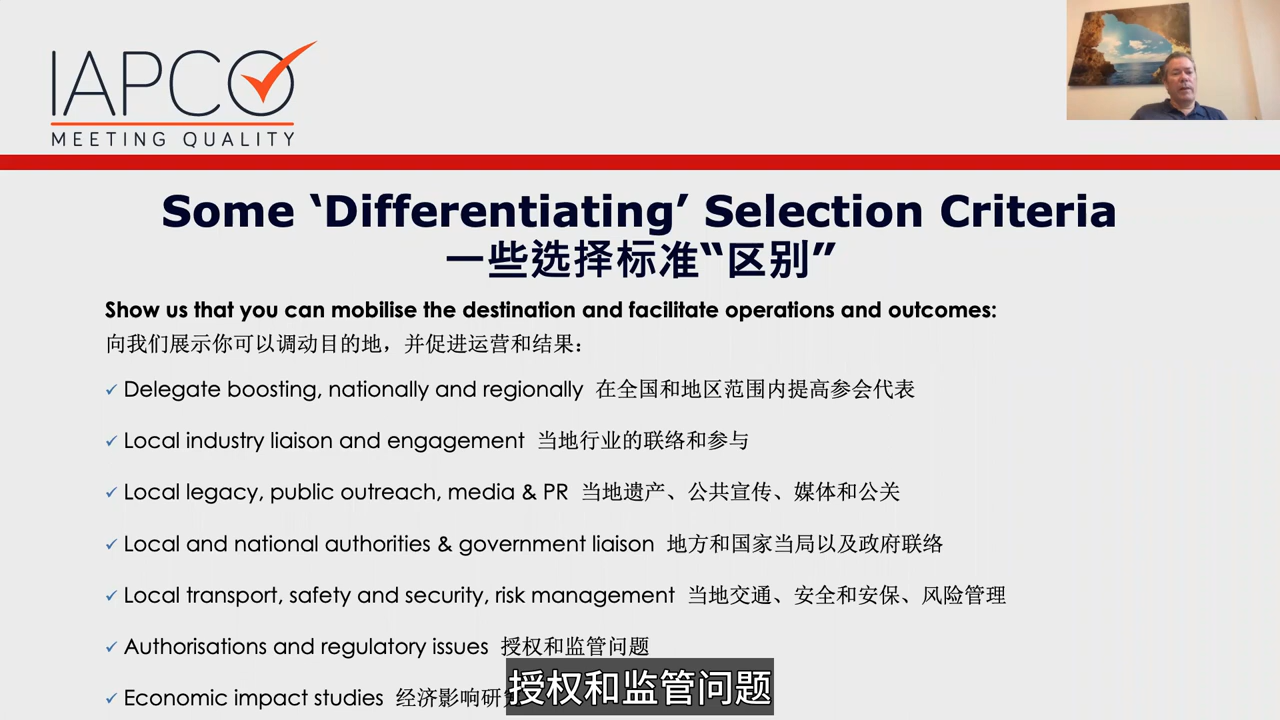 IAPCO
MEETING QUALITY
Some ‘Differentiating’ Selection Criteria
一些选择标准“区别”
Show us that you can mobilise the destination and facilitate operations and outcomes:
向我们展示你可以调动目的地，并促进运营和结果：
✓ Delegate boosting, nationally and regionally 在全国和地区范围内提高参会代表
✓ Local industry liaison and engagement 当地行业的联络和参与
✓ Local legacy, public outreach, media & PR 当地遗产、公共宣传、媒体和公关
✓ Local and national authorities & government liaison 地方和国家当局以及政府联络
✓ Local transport, safety and security, risk management 当地交通、安全和安保、风险管理
✓ Authorisations and regulatory issues 授权和监管问题
✓ Economic impact studies 经济影响研
授权和监管问题